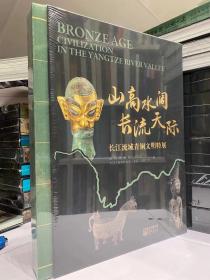 BRONZE AGE
CIVILIZATION
IN THE YANGTZE RIVER VALLEY
山高水阔
长流天际
长江流域青铜文明特展